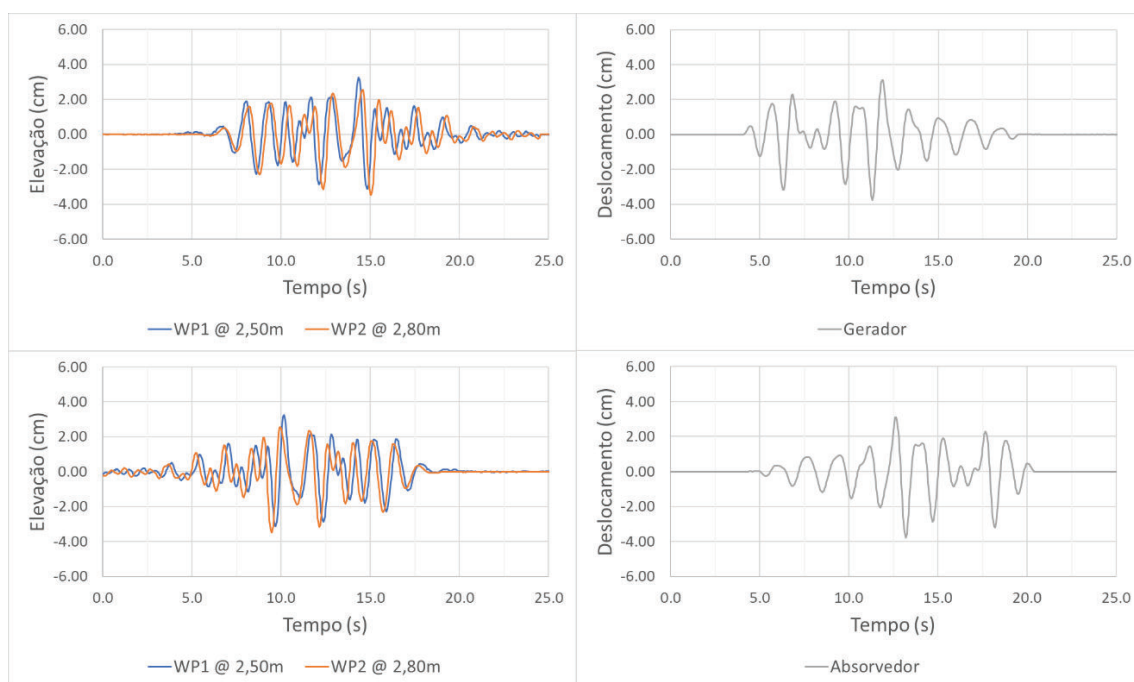 Elevação (cm)
6.00
4.00
2.00
0.00
-2.00
-4.00
-6.00
0.0 5.0 10.0 15.0 20.0 25.0
Tempo (s)
WP1 @ 2,50m WP2 @ 2,80m
Deslocamento (cm)
6.00
4.00
2.00
0.00
-2.00
-4.00
-6.00
0.0 5.0 10.0 15.0 20.0 25.0
Tempo (s)
Gerador
Elevação (cm)
6.00
4.00
2.00
0.00
-2.00
-4.00
-6.00
0.0 5.0 10.0 15.0 20.0 25.0
Tempo (s)
WP1 @ 2,50m WP2 @ 2,80m
Deslocamento (cm)
6.00
4.00
2.00
0.00
-2.00
-4.00
-6.00
0.0 5.0 10.0 15.0 20.0 25.0
Tempo (s)
Absorvedor